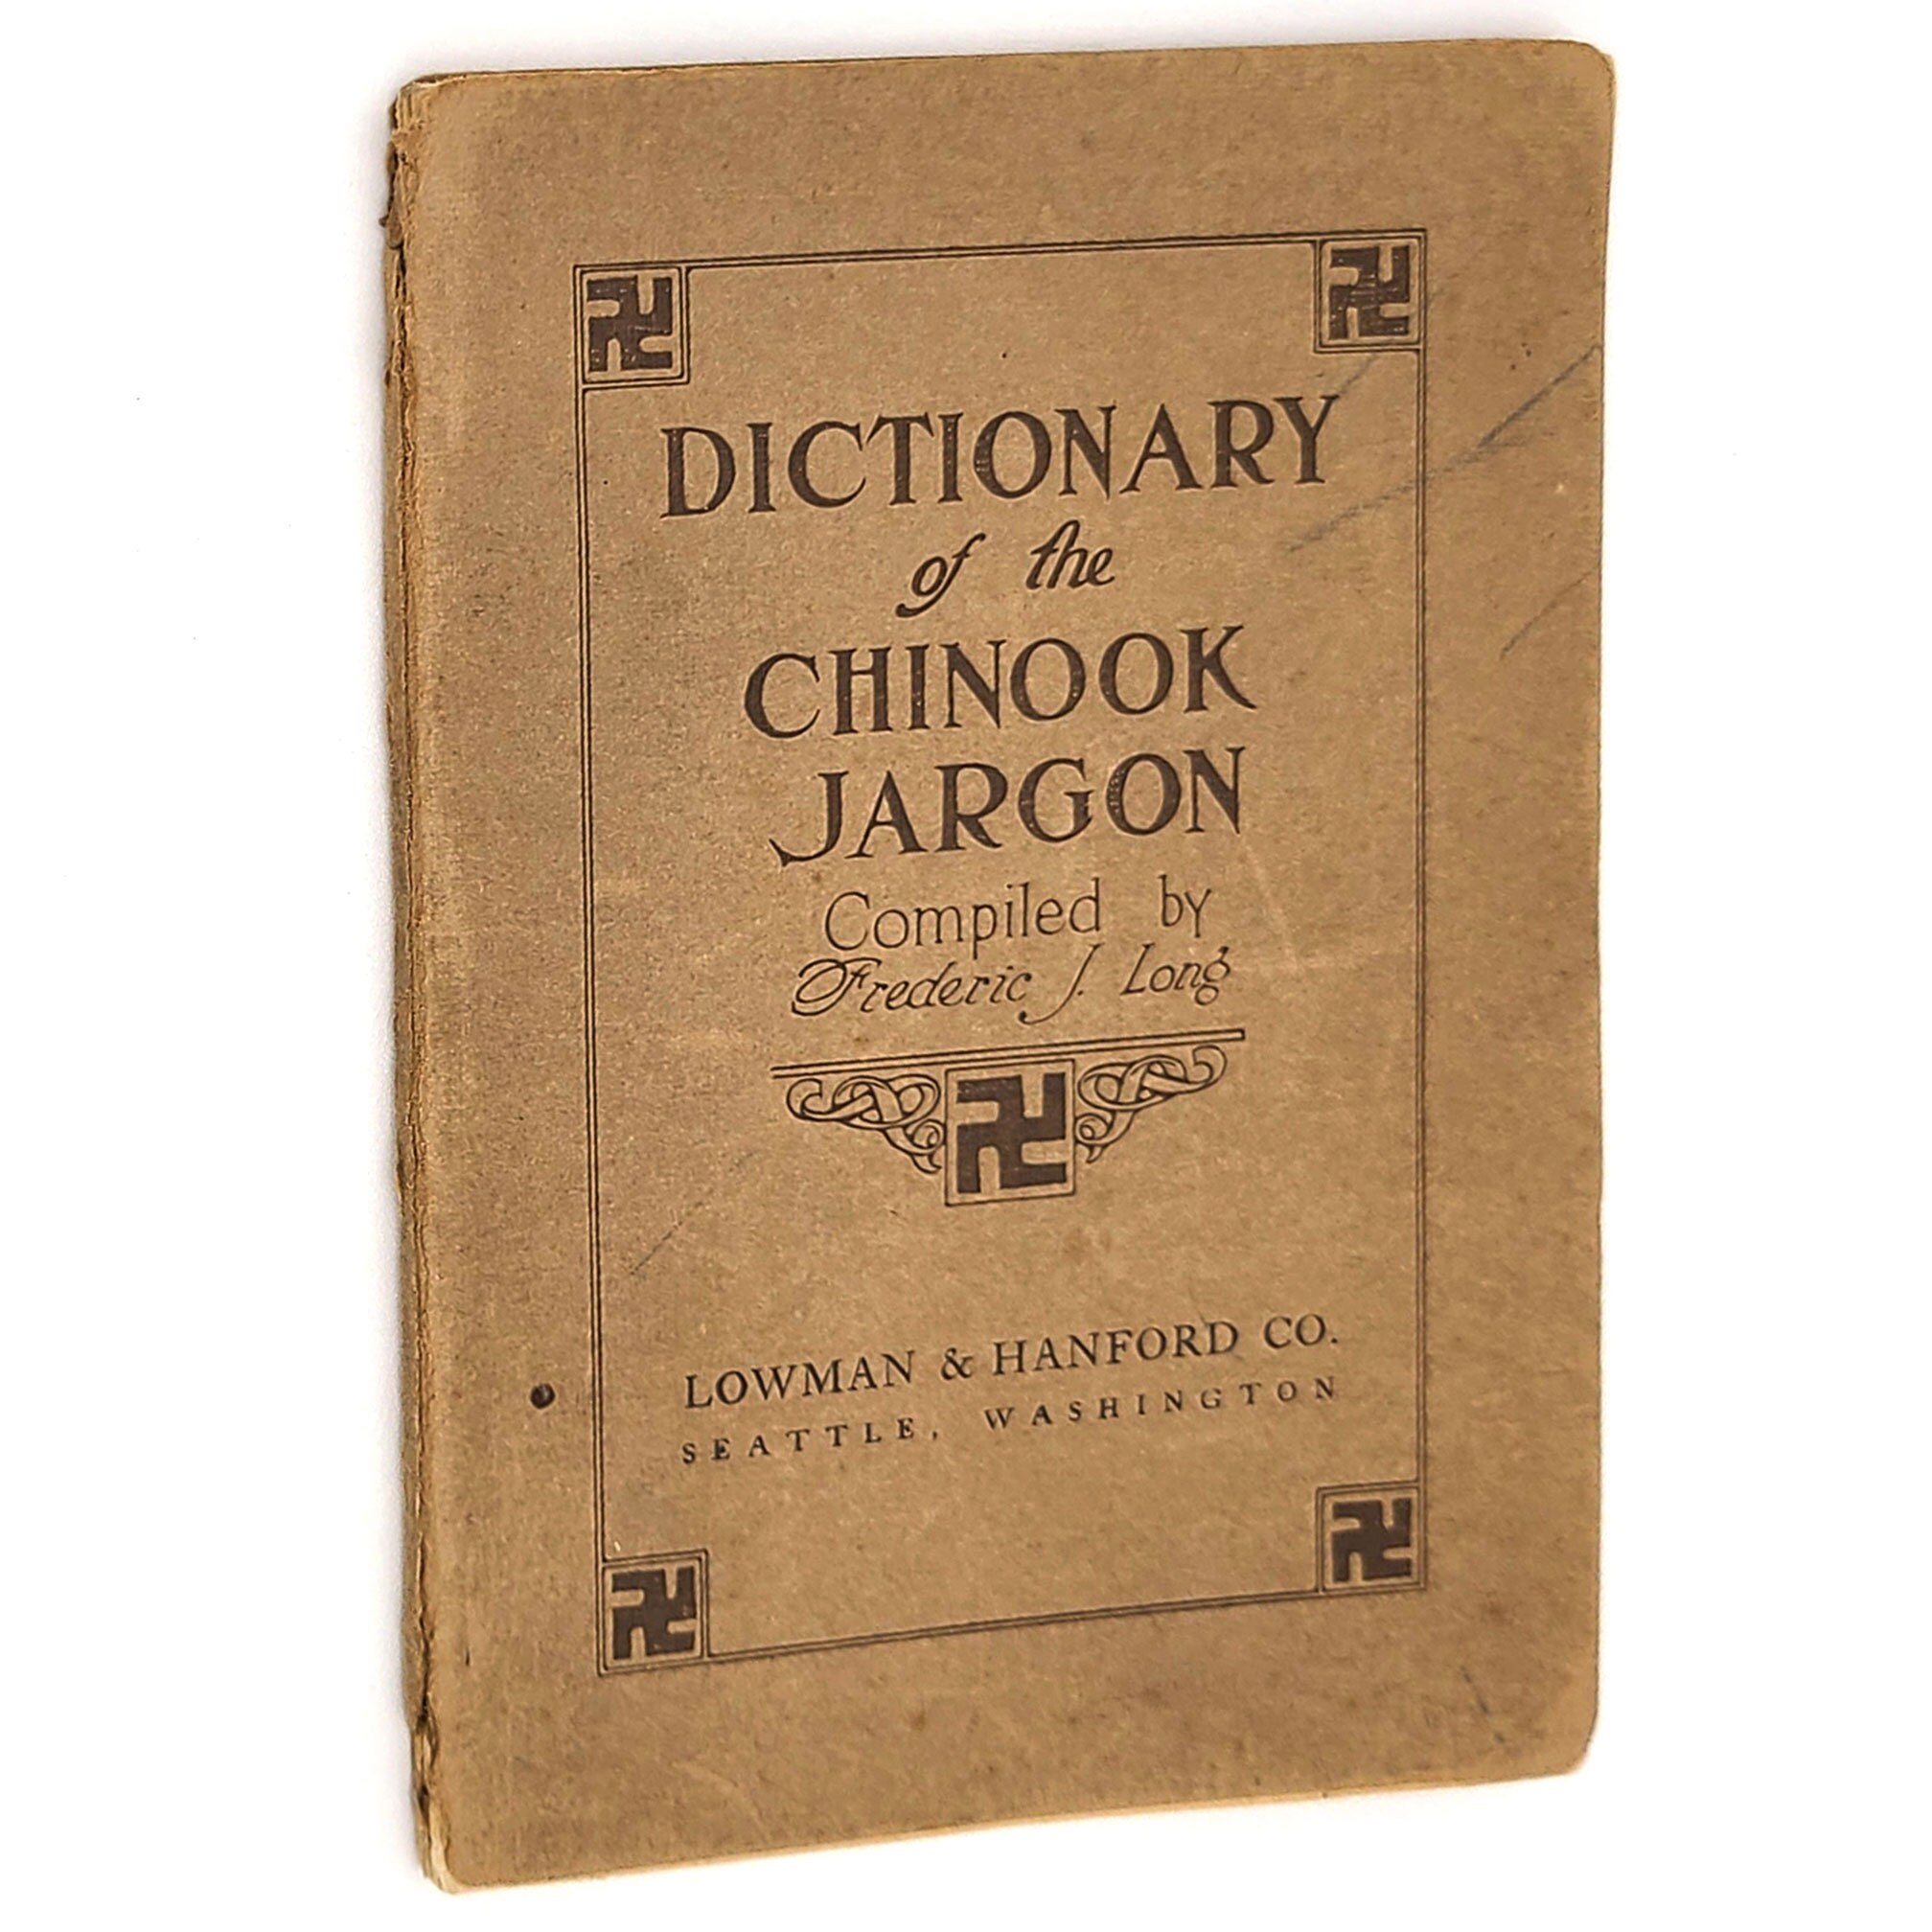 DICTIONARY
of the
CHINOOK
JARGON
Compiled by
Frederic J. Long
LOWMAN & HANFORD CO.
SEATTLE, WASHINGTON